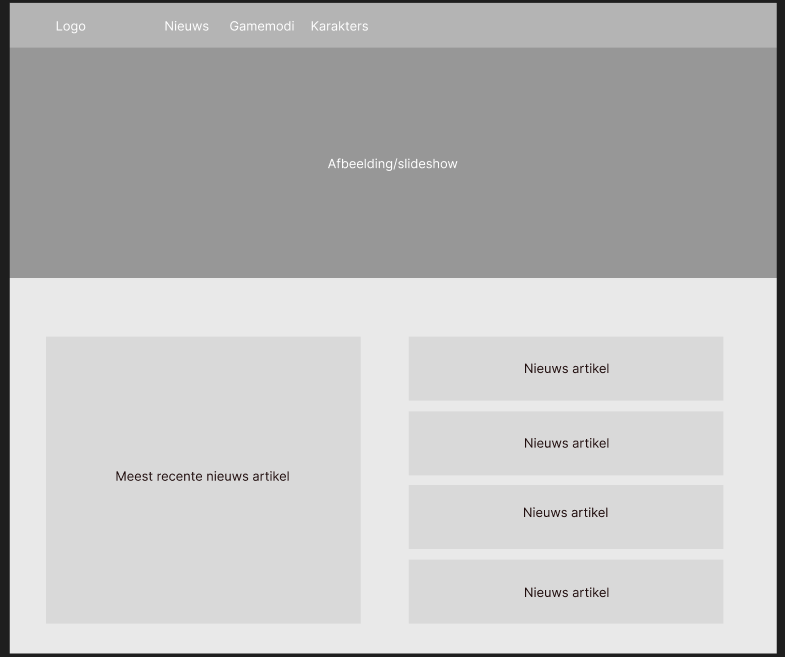 Logo
Nieuws
Gamemodi
Karakters
Afbeelding/slideshow
Meest recente nieuws artikel
Nieuws artikel
Nieuws artikel
Nieuws artikel
Nieuws artikel